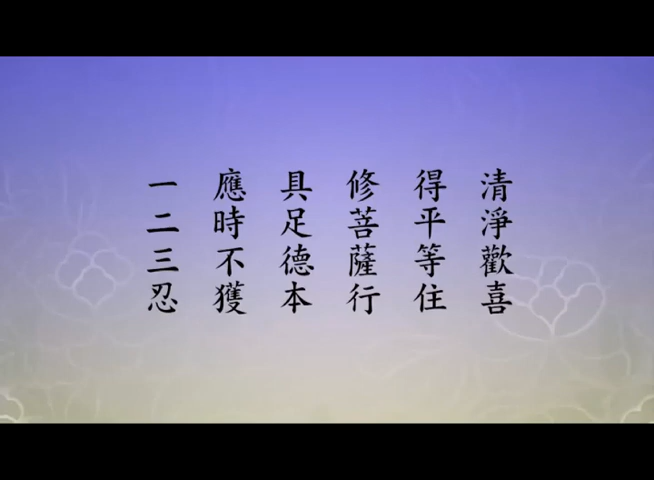 清淨歡喜
得平等住
修菩薩行
具足德本
應時不獲
一二三忍